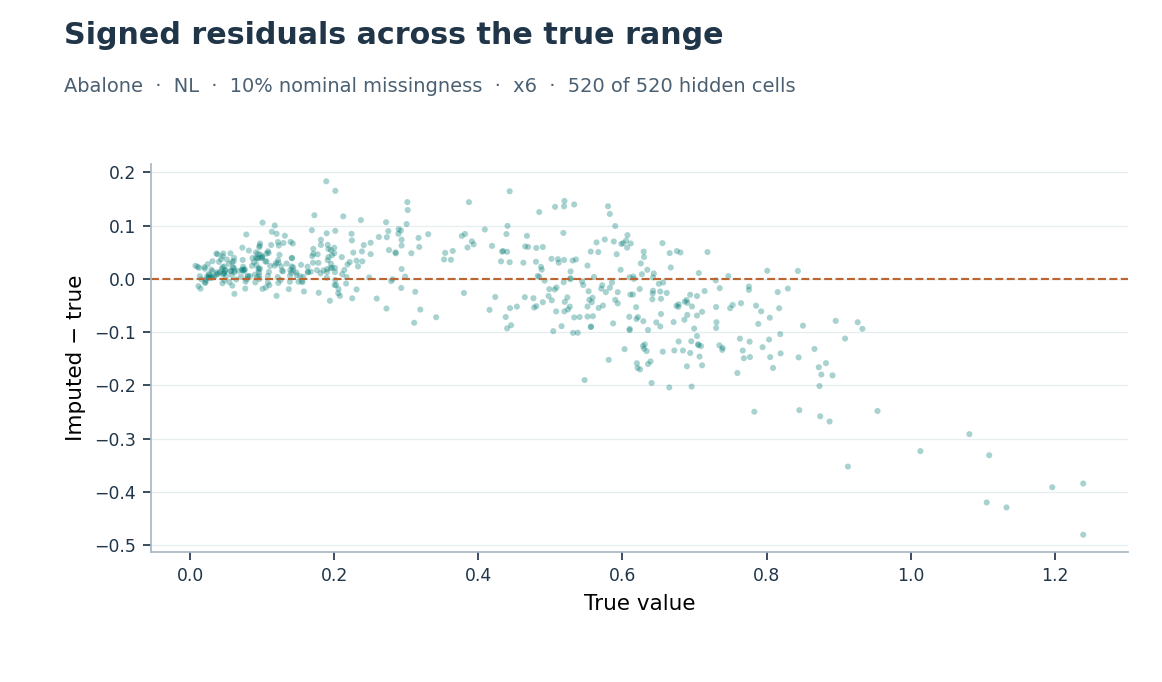 Signed residuals across the true range
Abalone · NL · 10% nominal missingness · x6 · 520 of 520 hidden cells
Imputed − true
0.2
0.1
0.0
−0.1
−0.2
−0.3
−0.4
−0.5
0.0 0.2 0.4 0.6 0.8 1.0 1.2
True value